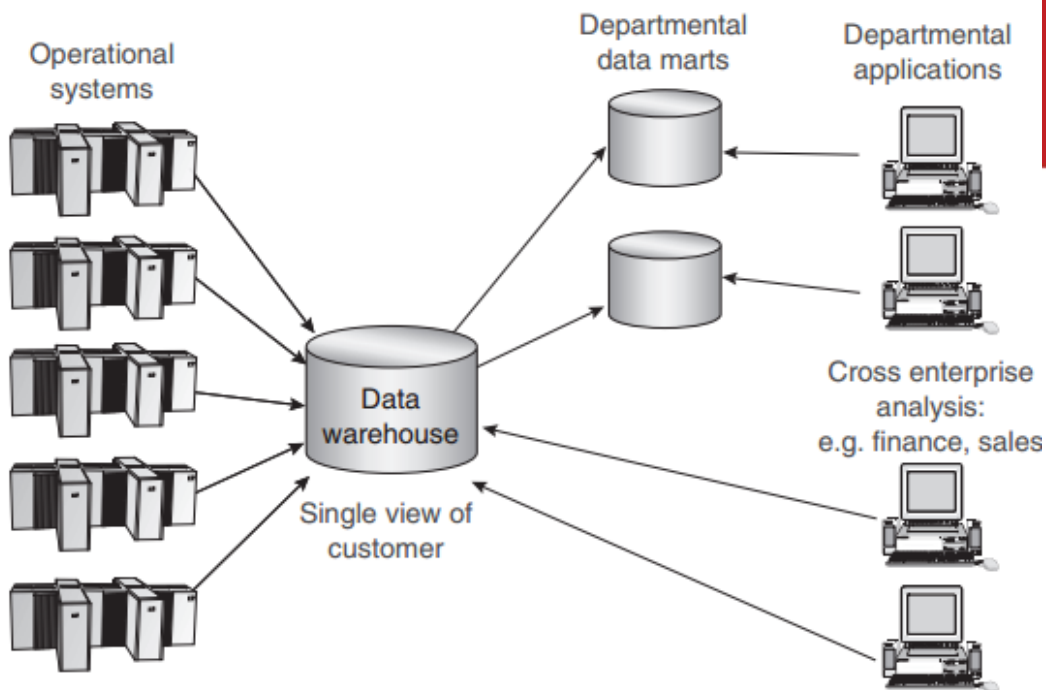 Operational
systems
Departmental
data marts
Departmental
applications
Data
warehouse
Single view of
customer
Cross enterprise
analysis:
e.g. finance, sales